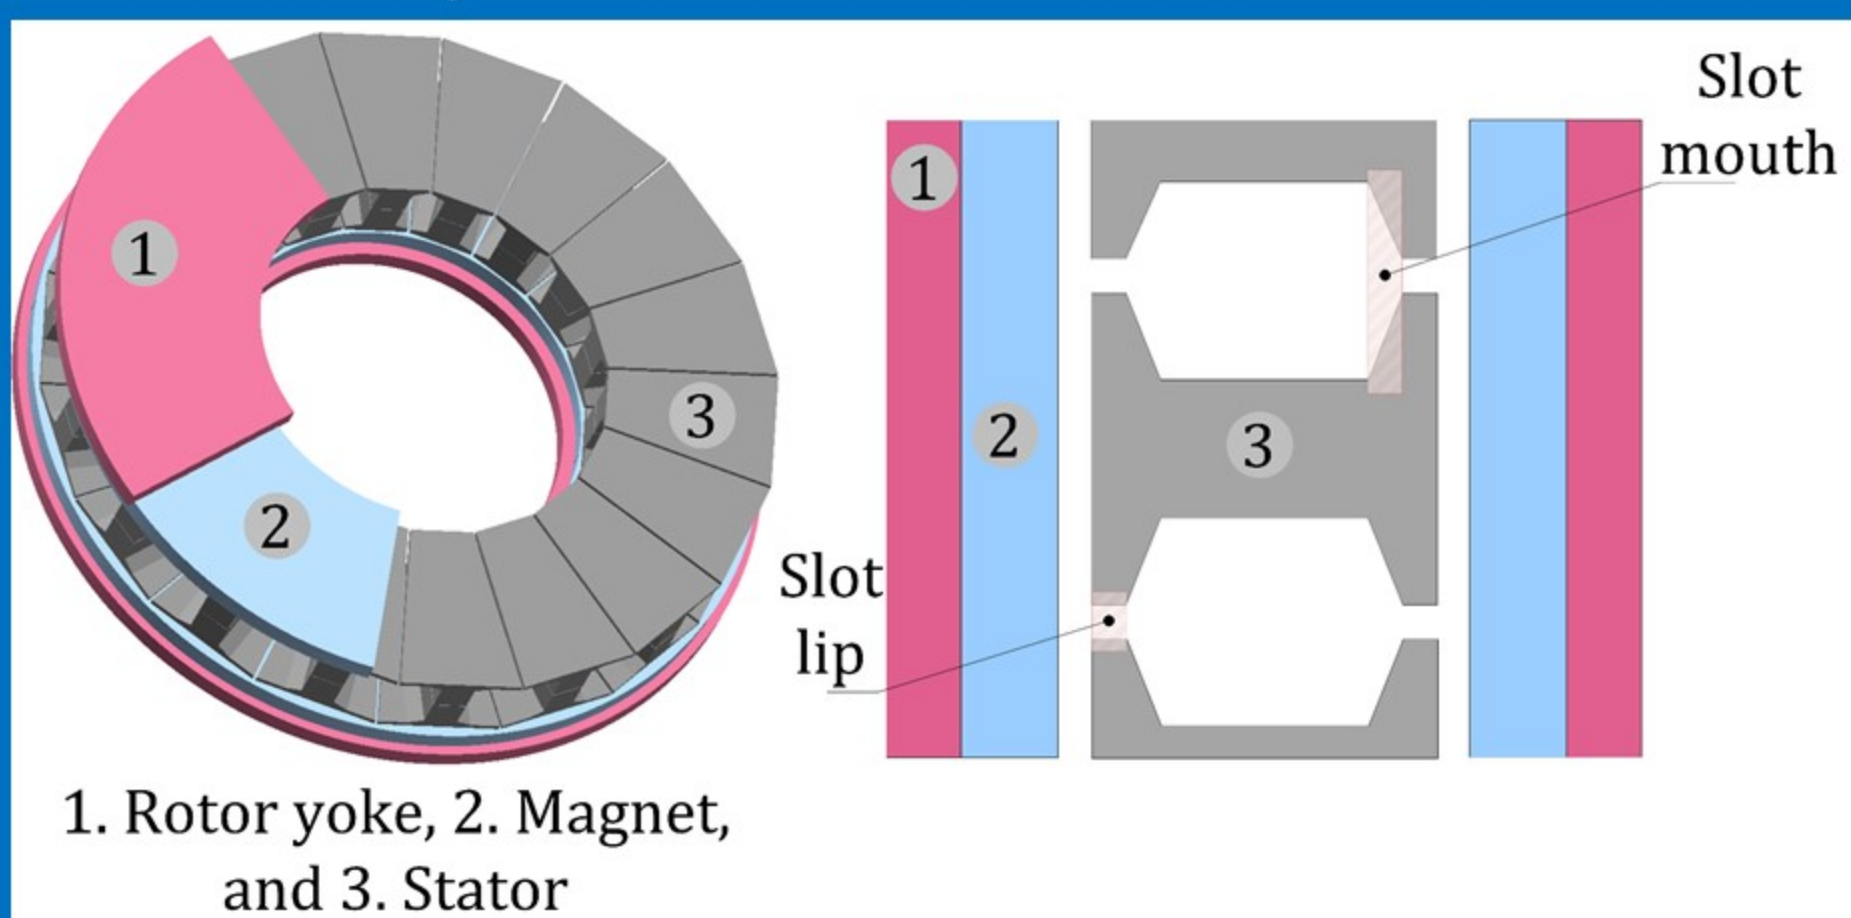 1
2
3
1. Rotor yoke, 2. Magnet,
and 3. Stator
1
2
3
Slot
mouth
Slot
lip